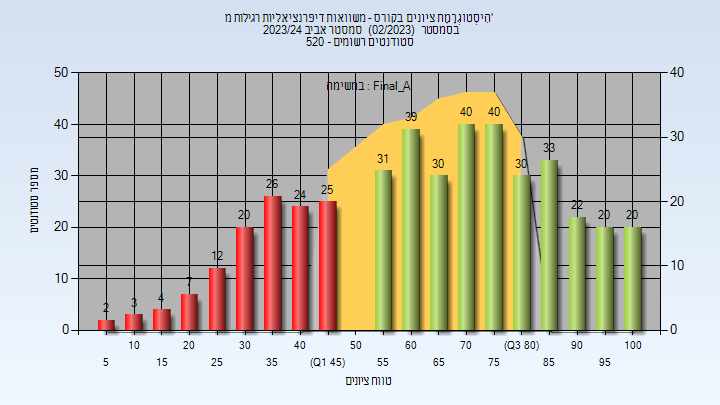 הִיסְטוֹגְרָמַת ציונים בקורס - משוואות דיפרנציאליות רגילות מ'
בסמסטר (02/2023) סמסטר אביב 2023/24
סטודנטים רשומים - 520
במשימה : Final_A
50 40 30 20 10 0
מספר סטודנטים
40 30 20 10 0
2 3 4 7 12 20 26 24 25 31 39 30 40 40 30 33 22 20 20
10 20 30 40 50 60 70 (Q3 80) 90 100
5 15 25 35 (Q1 45) 55 65 75 85 95
טווח ציונים